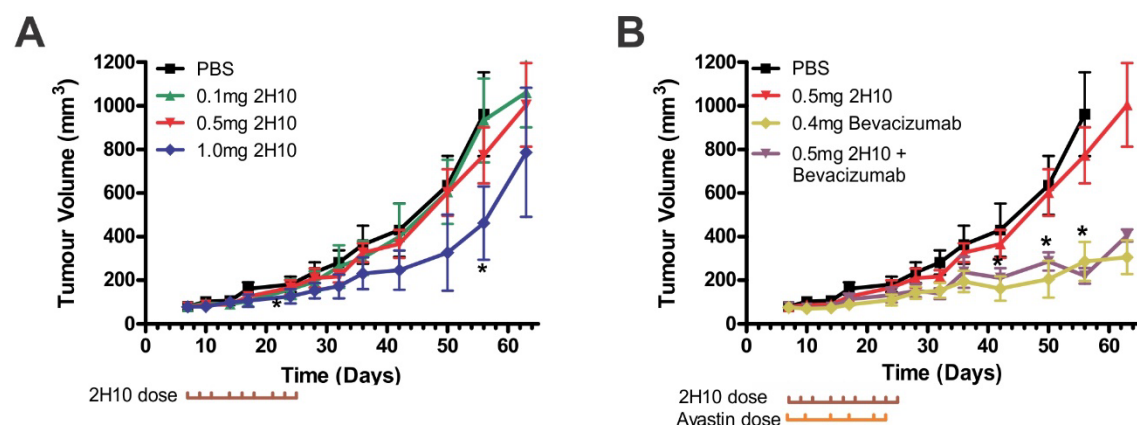 A
1200
1000
800
600
400
200
0
Tumour Volume (mm³)
PBS
0.1mg 2H10
0.5mg 2H10
1.0mg 2H10
*
*
0 10 20 30 40 50 60
Time (Days)
2H10 dose
B
1200
1000
800
600
400
200
0
Tumour Volume (mm³)
PBS
0.5mg 2H10
0.4mg Bevacizumab
0.5mg 2H10 +
Bevacizumab
*
*
*
0 10 20 30 40 50 60
Time (Days)
2H10 dose
Avastin dose